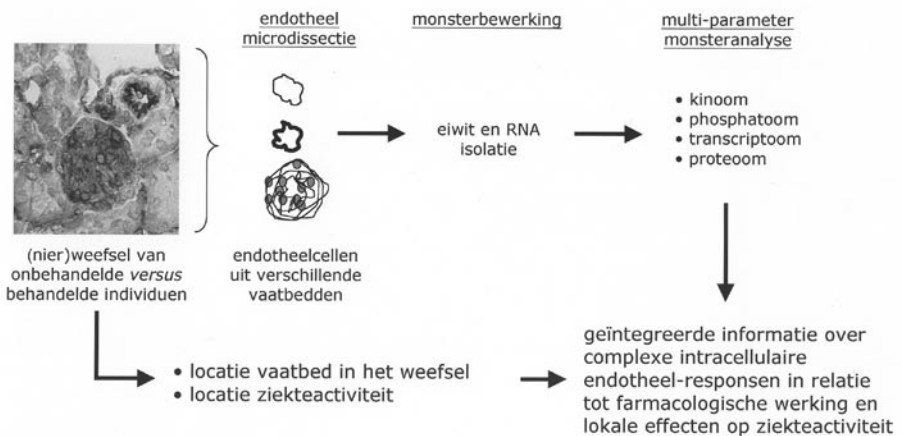 endotheel
microdissectie
monsterbewerking
multi-parameter
monsteranalyse
• kinoom
• phosphatoom
• transcriptoom
• proteoom
eiwit en RNA
isolatie
(nier)weefsel van
onbehandelde versus
behandelde individuen
endotheelcellen
uit verschillende
vaatbedden
• locatie vaatbed in het weefsel
• locatie ziekteactiviteit
geïntegreerde informatie over
complexe intracellulaire
endotheel-responsen in relatie
tot farmacologische werking en
lokale effecten op ziekteactiviteit